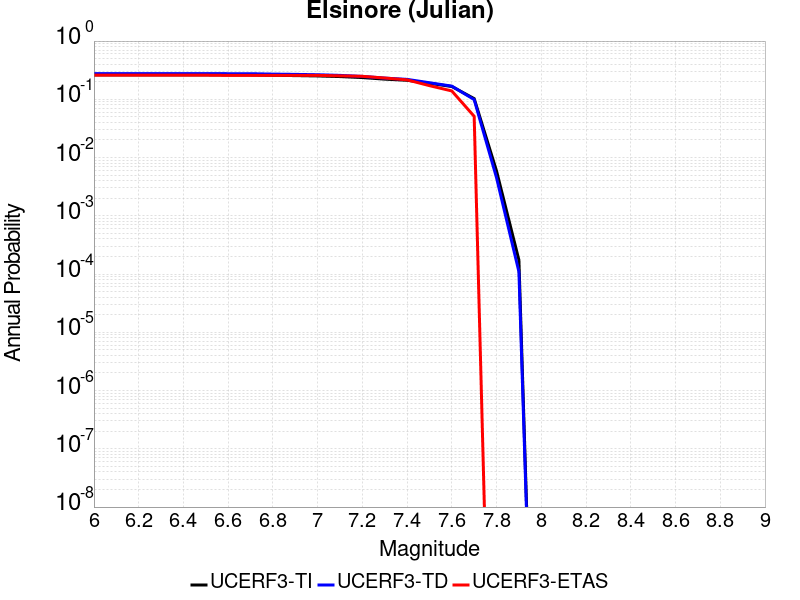 Elsinore (Julian)
10^0
10^-1
10^-2
10^-3
10^-4
10^-5
10^-6
10^-7
10^-8
Annual Probability
6 6.2 6.4 6.6 6.8 7 7.2 7.4 7.6 7.8 8 8.2 8.4 8.6 8.8 9
Magnitude
UCERF3-TI UCERF3-TD UCERF3-ETAS